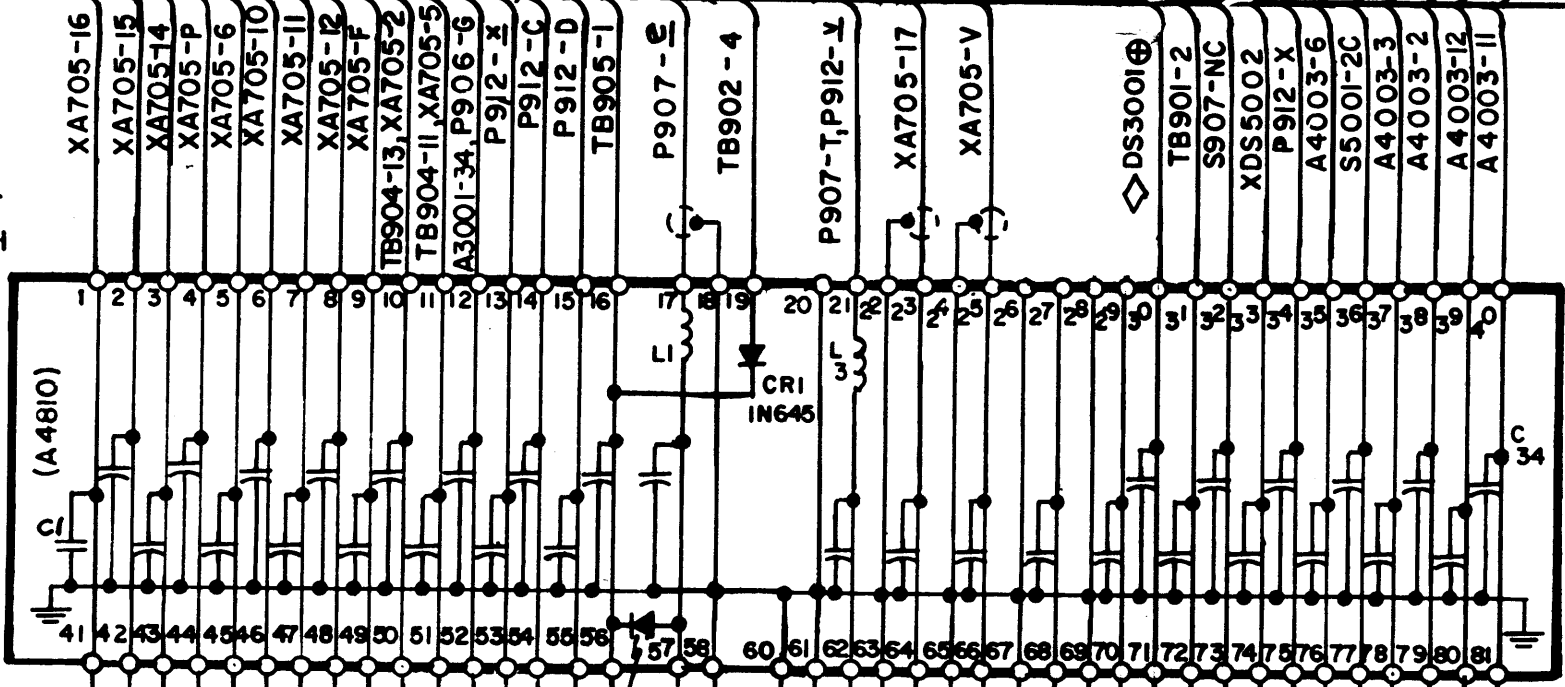 XA705-16
XA705-15
XA705-14
XA705-P
XA705-6
XA705-10
XA705-11
XA705-12
XA705-F
TB904-13, XA705-2
TB904-11, XA705-5
A3001-34, P906-G
P912-x
P912-C
P912-D
TB905-1
P907-e
TB902-4
P907-T, P912-y
XA705-17
XA705-V
◇ DS3001⊕
TB901-2
S907-NC
XDS5002
P912-X
A4003-6
S5001-2C
A4003-3
A4003-2
A4003-12
A4003-11
1 2 3 4 5 6 7 8 9 10 11 12 13 14 15 16 17 18 19 20 21 22 23 24 25 26 27 28 29 30 31 32 33 34 35 36 37 38 39 40
(A4810)
L1
L3
CR1
1N645
C34
C1
41 42 43 44 45 46 47 48 49 50 51 52 53 54 55 56 57 58 60 61 62 63 64 65 66 67 68 69 70 71 72 73 74 75 76 77 78 79 80 81